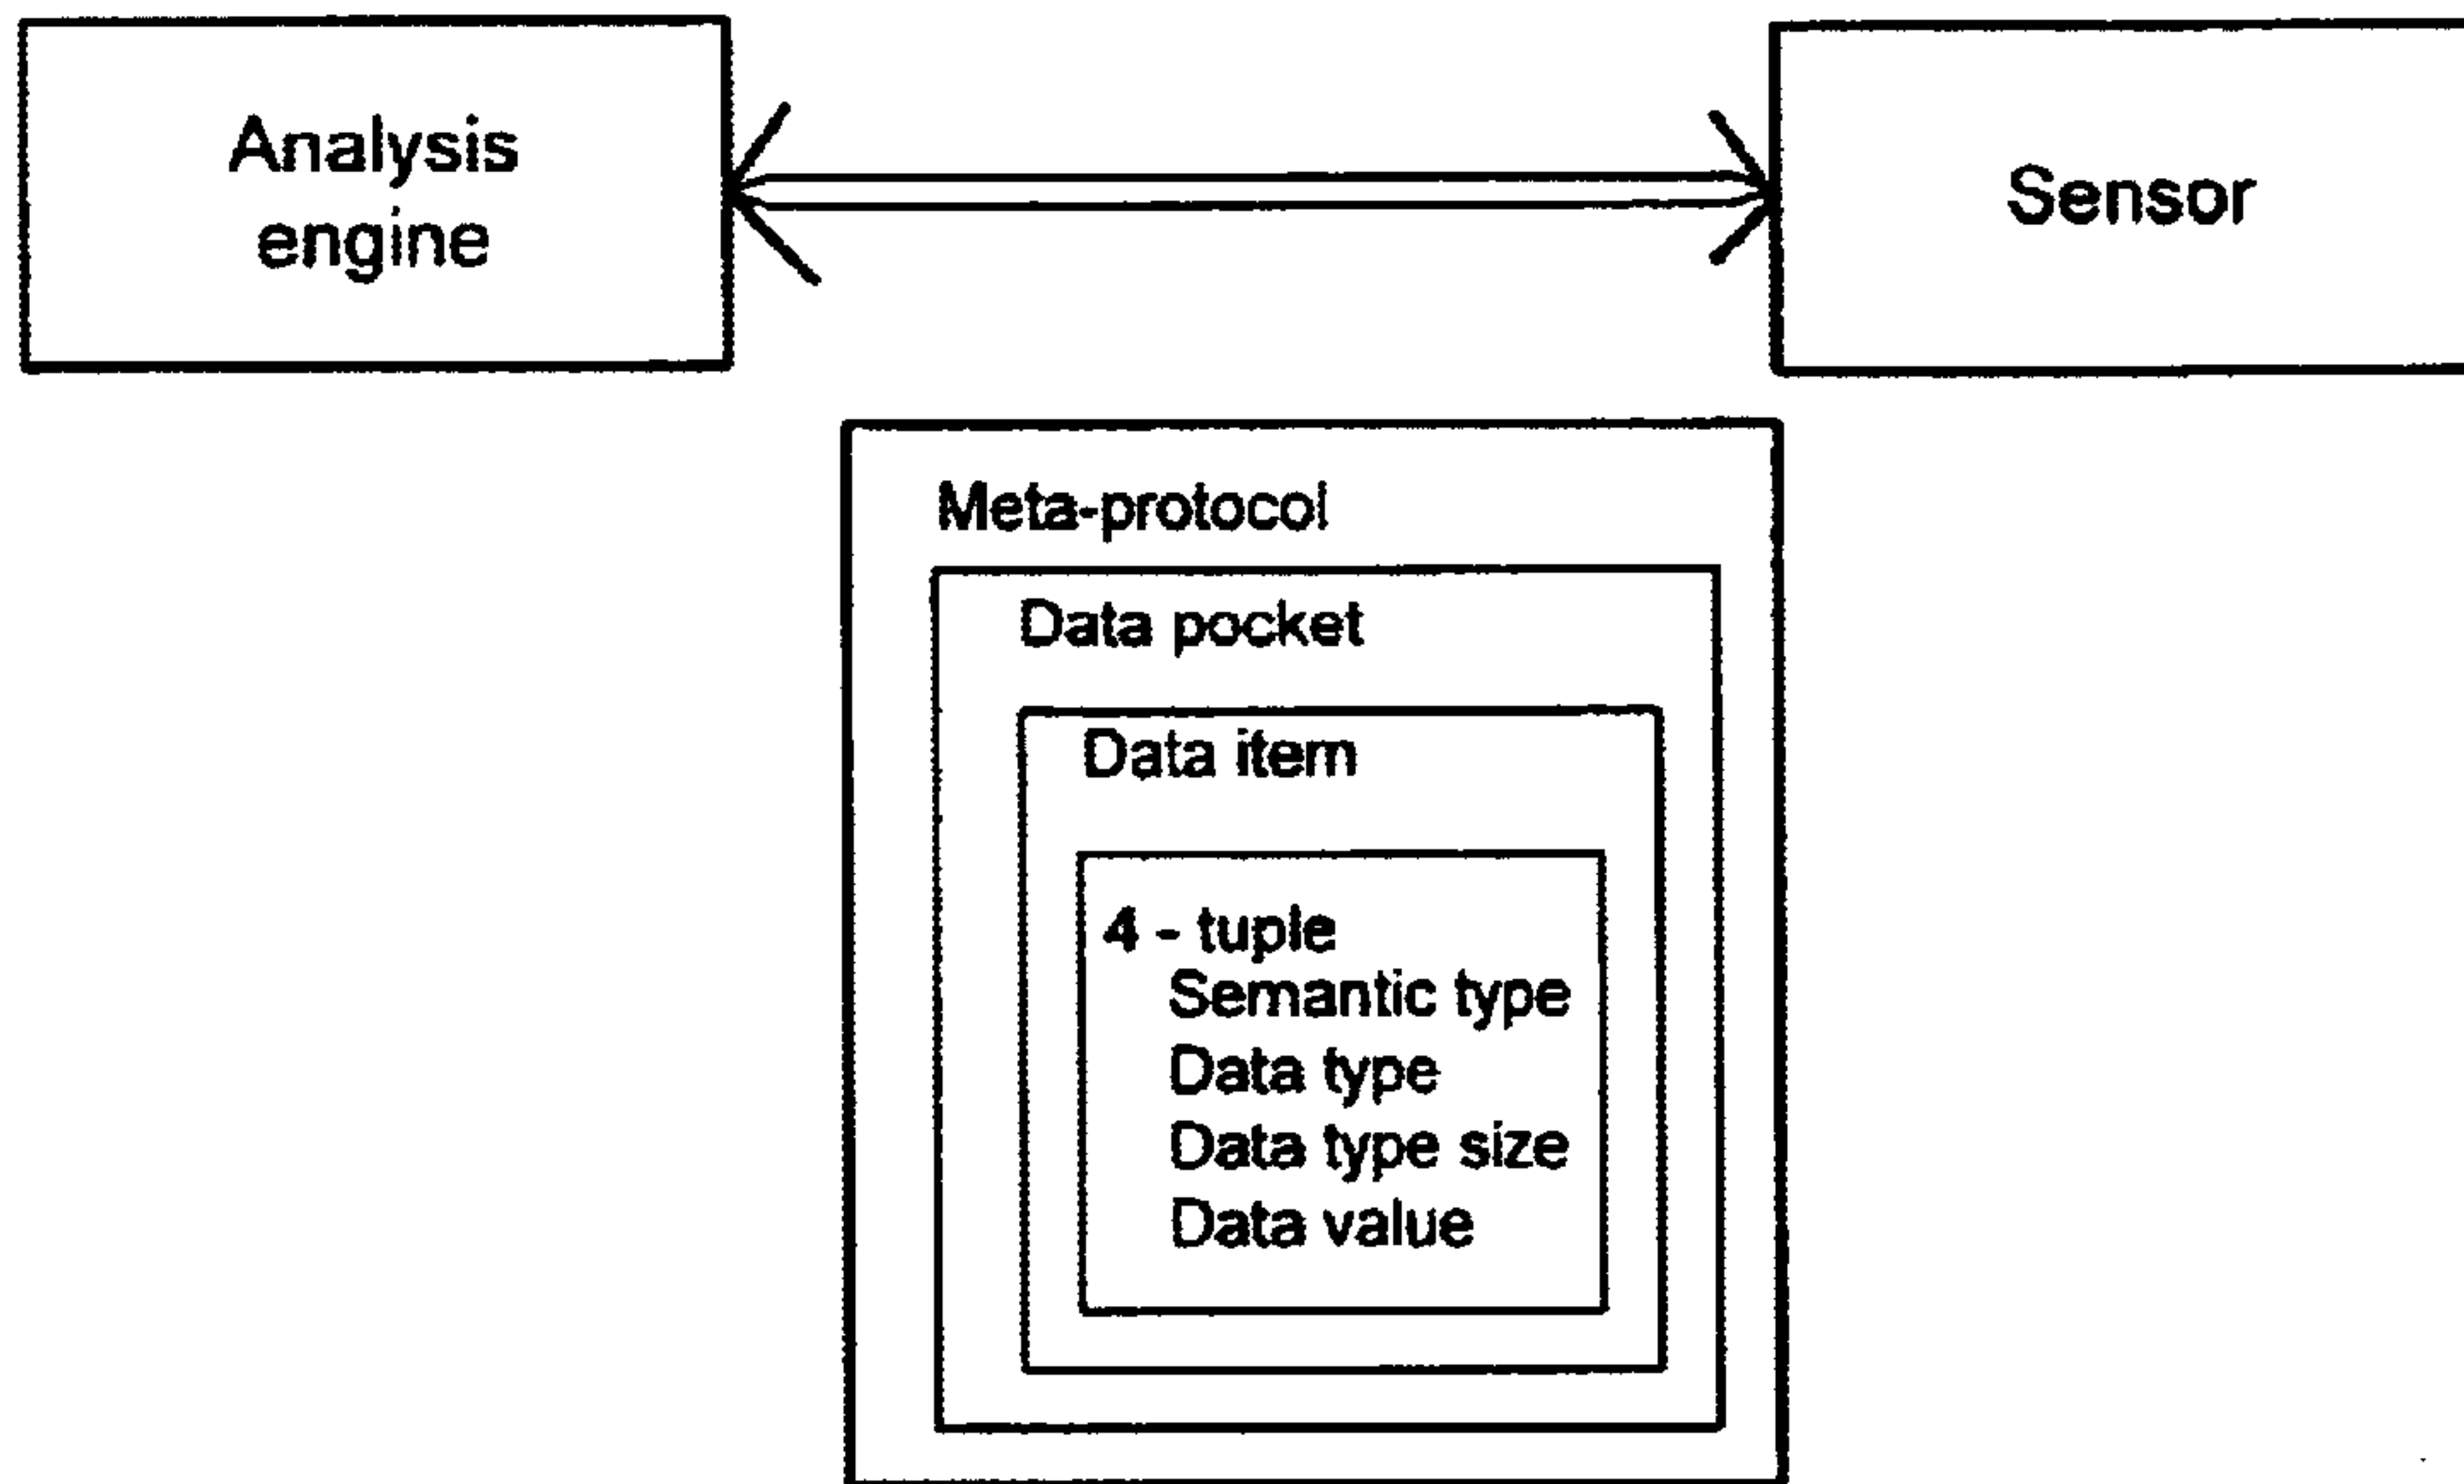 Analysis
engine
Sensor
Meta-protocol
Data pocket
Data item
4 - tuple
Semantic type
Data type
Data type size
Data value